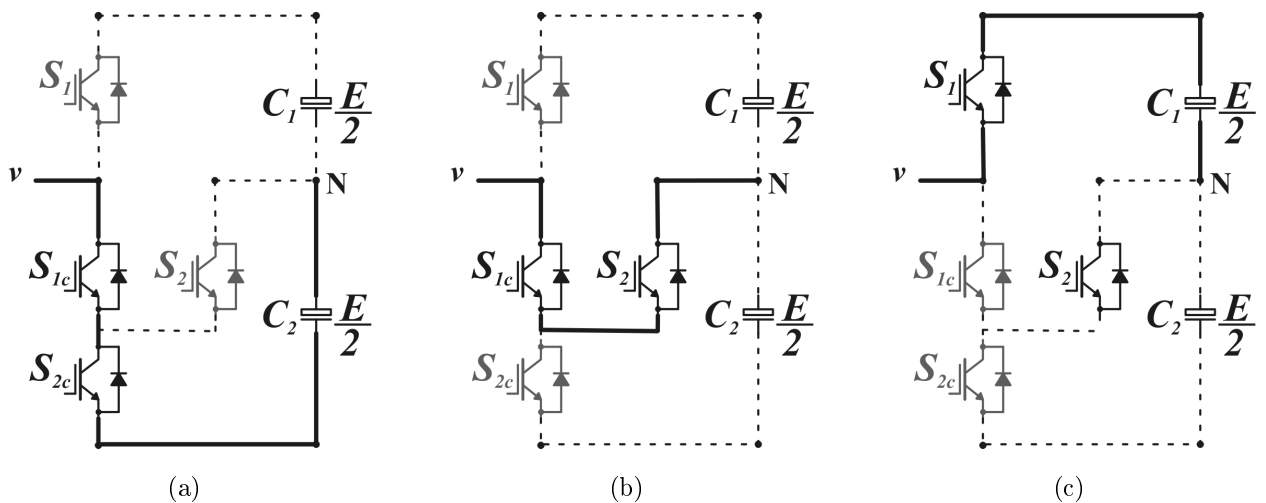 S1 C1 E/2
v N
S1c S2 C2 E/2
S2c
(a)
S1 C1 E/2
v N
S1c S2 C2 E/2
S2c
(b)
S1 C1 E/2
v N
S1c S2 C2 E/2
S2c
(c)